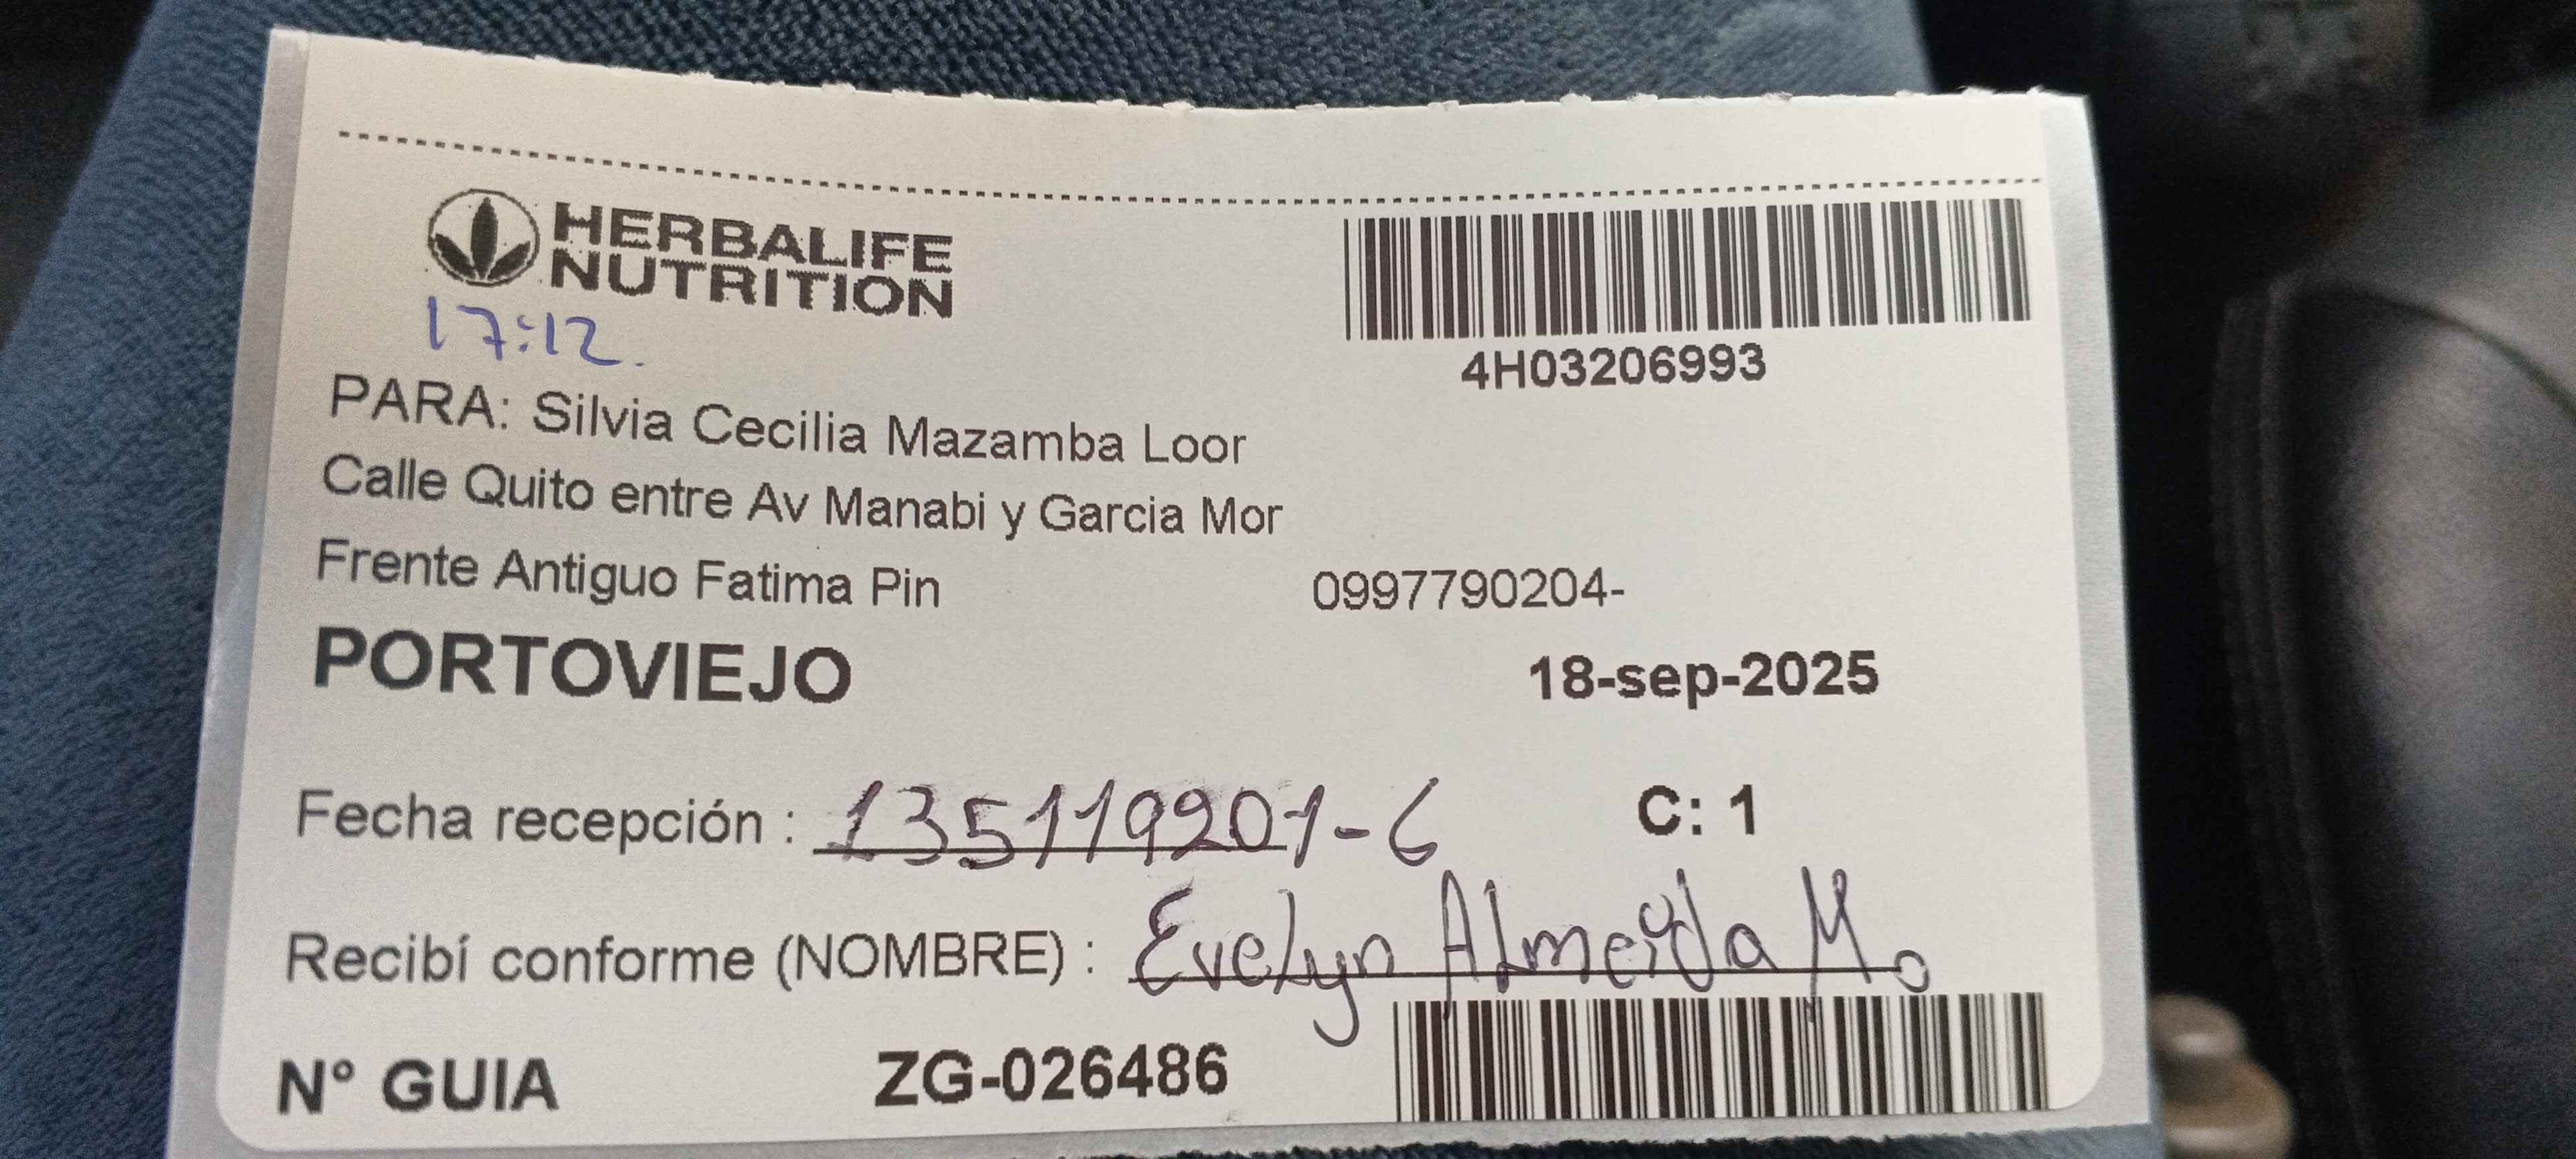 HERBALIFE
NUTRITION
17:12.
4H03206993
PARA: Silvia Cecilia Mazamba Loor
Calle Quito entre Av Manabi y Garcia Mor
Frente Antiguo Fatima Pin 0997790204-
PORTOVIEJO 18-sep-2025
Fecha recepción : 135119201-6 C: 1
Recibí conforme (NOMBRE) : Evelyn Almeida M.
N° GUIA ZG-026486